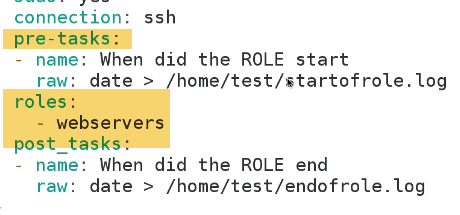 connection: ssh
pre-tasks:
- name: When did the ROLE start
raw: date > /home/test/startofrole.log
roles:
- webservers
post_tasks:
- name: When did the ROLE end
raw: date > /home/test/endofrole.log